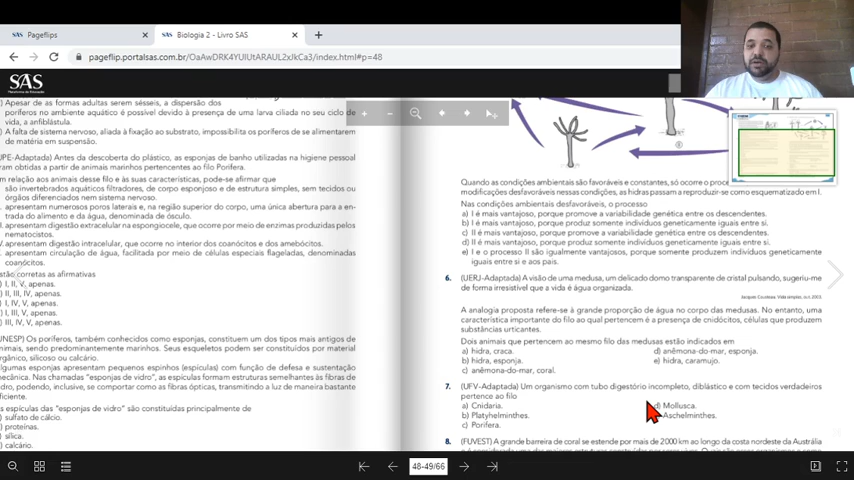 SAS Pageflips
SAS Biologia 2 - Livro SAS
pageflip.portalsas.com.br/OaAwDRK4YUIUtARAUL2xJkCa3/index.html#p=48
SAS
) Apesar de as formas adultas serem sésseis, a dispersão dos
poríferos no ambiente aquático é possível devido à presença de uma larva ciliada no seu ciclo de
vida, a anfiblástula.
) A falta de sistema nervoso, aliada à fixação ao substrato, impossibilita os poríferos de se alimentarem
de matéria em suspensão.
UPE-Adaptada) Antes da descoberta do plástico, as esponjas de banho utilizadas na higiene pessoal
ram obtidas a partir de animais marinhos pertencentes ao filo Porifera.
m relação aos animais desse filo e suas características, pode-se afirmar que
são invertebrados aquáticos filtradores, de corpo esponjoso e de estrutura simples, sem tecidos ou
órgãos diferenciados nem sistema nervoso.
apresentam numerosos poros laterais e, na região superior do corpo, uma única abertura para a en-
trada do alimento e da água, denominada de ósculo.
apresentam digestão extracelular na espongiocele, que ocorre por meio de enzimas produzidas pelos
nematocistos.
apresentam digestão intracelular, que ocorre no interior dos coanócitos e dos amebócitos.
apresentam circulação de água, facilitada por meio de células especiais flageladas, denominadas
coanócitos.
stão corretas as afirmativas
) I, II, V, apenas.
) II, III, IV, apenas.
) I, IV, V, apenas.
) I, III, V, apenas.
) III, IV, V, apenas.
UNESP) Os poríferos, também conhecidos como esponjas, constituem um dos tipos mais antigos de
nimais, sendo predominantemente marinhos. Seus esqueletos podem ser constituídos por material
rgânico, silicoso ou calcário.
lgumas esponjas apresentam pequenos espinhos (espículas) com função de defesa e sustentação
ecânica. Nas chamadas "esponjas de vidro", as espículas formam estruturas semelhantes às fibras de
dro, podendo, inclusive, se comportar como as fibras ópticas, transmitindo a luz de maneira bastante
ficiente.
s espículas das "esponjas de vidro" são constituídas principalmente de
) sulfato de cálcio.
) proteínas.
) sílica.
) calcário.
Quando as condições ambientais são favoráveis e constantes, só ocorre o proce
modificações desfavoráveis nessas condições, as hidras passam a reproduzir-se como esquematizado em I.
Nas condições ambientais desfavoráveis, o processo
a) I é mais vantajoso, porque promove a variabilidade genética entre os descendentes.
b) I é mais vantajoso, porque produz somente indivíduos geneticamente iguais entre si.
c) II é mais vantajoso, porque promove a variabilidade genética entre os descendentes.
d) II é mais vantajoso, porque produz somente indivíduos geneticamente iguais entre si.
e) I e o processo II são igualmente vantajosos, porque somente produzem indivíduos geneticamente
iguais entre si e aos pais.
6. (UERJ-Adaptada) A visão de uma medusa, um delicado domo transparente de cristal pulsando, sugeriu-me
de forma irresistível que a vida é água organizada.
Jacques Cousteau. Vida simples, out. 2003.
A analogia proposta refere-se à grande proporção de água no corpo das medusas. No entanto, uma
característica importante do filo ao qual pertencem é a presença de cnidócitos, células que produzem
substâncias urticantes.
Dois animais que pertencem ao mesmo filo das medusas estão indicados em
a) hidra, craca. d) anêmona-do-mar, esponja.
b) hidra, esponja. e) hidra, caramujo.
c) anêmona-do-mar, coral.
7. (UFV-Adaptada) Um organismo com tubo digestório incompleto, diblástico e com tecidos verdadeiros
pertence ao filo
a) Cnidaria. d) Mollusca.
b) Platyhelminthes. Aschelminthes.
c) Porifera.
8. (FUVEST) A grande barreira de coral se estende por mais de 2000 km ao longo da costa nordeste da Austrália
48-49/66